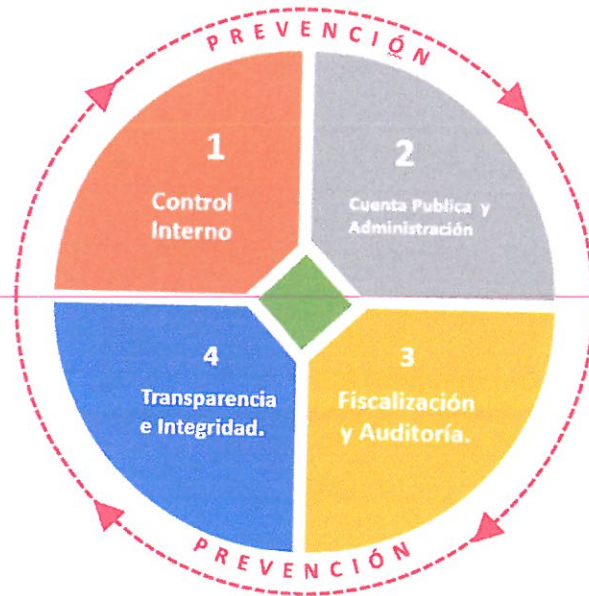 PREVENCIÓN
1
Control
Interno
2
Cuenta Publica y
Administración
4
Transparencia
e Integridad.
3
Fiscalización
y Auditoría.
PREVENCIÓN